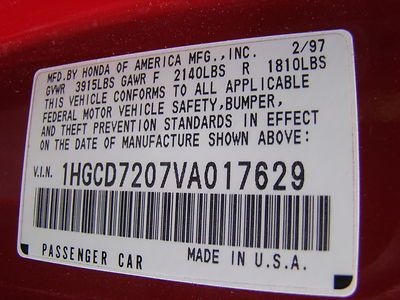 MFD. BY HONDA OF AMERICA MFG., INC. 2/97
GVWR 3915LBS GAWR F 2140LBS R 1810LBS
THIS VEHICLE CONFORMS TO ALL APPLICABLE
FEDERAL MOTOR VEHICLE SAFETY, BUMPER,
AND THEFT PREVENTION STANDARDS IN EFFECT
ON THE DATE OF MANUFACTURE SHOWN ABOVE:
V.I.N. 1HGCD7207VA017629
PASSENGER CAR MADE IN U.S.A.